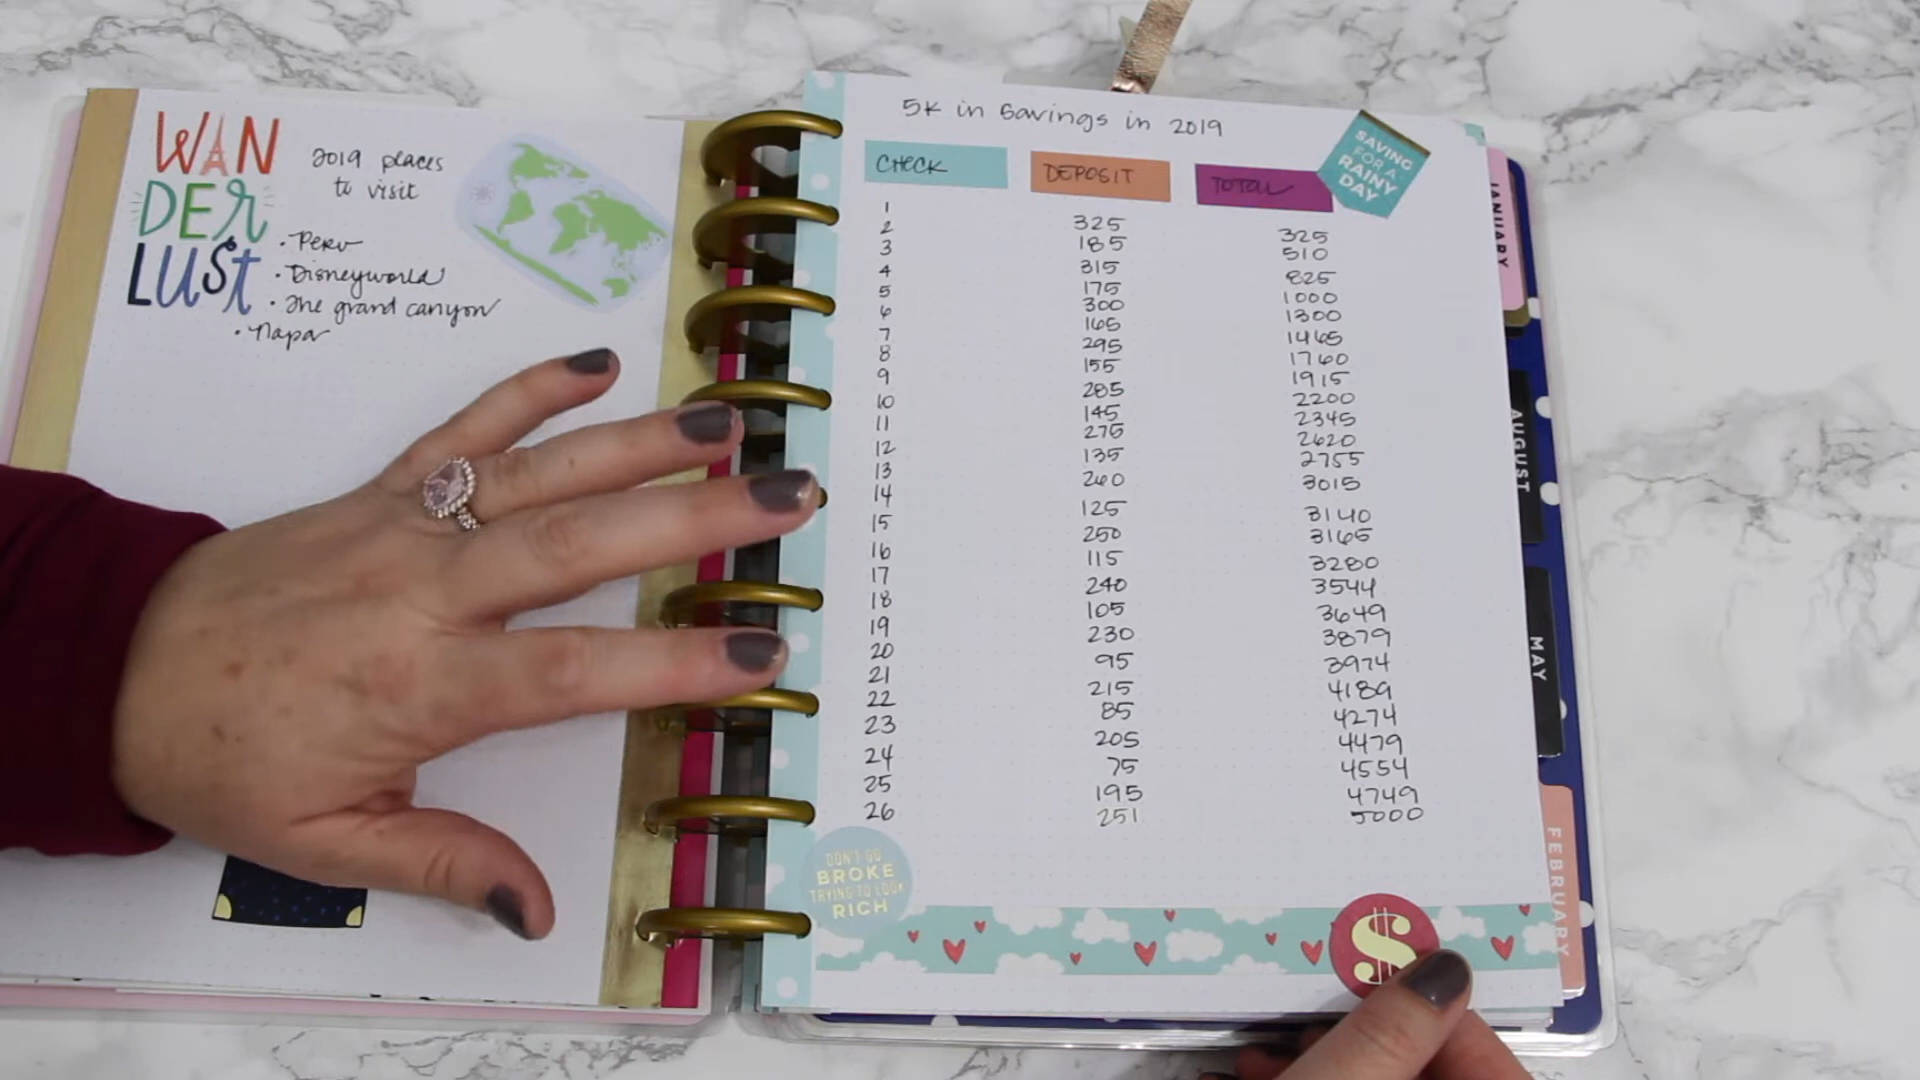 WAN
DER
LUST
2019 places
to visit
• Peru
• Disneyworld
• The grand canyon
• Napa
5K in Savings in 2019
SAVING
FOR A
RAINY
DAY
CHECK DEPOSIT TOTAL
1 325 325
2 185 510
3 315 825
4 175 1000
5 300 1300
6 165 1465
7 295 1760
8 155 1915
9 285 2200
10 145 2345
11 275 2620
12 135 2755
13 260 3015
14 125 3140
15 250 3165
16 115 3280
17 240 3544
18 105 3649
19 230 3879
20 95 3974
21 215 4189
22 85 4274
23 205 4479
24 75 4554
25 195 4749
26 251 5000
DON'T GO
BROKE
TRYING TO LOOK
RICH
$
JANUARY
AUGUST
MAY
FEBRUARY